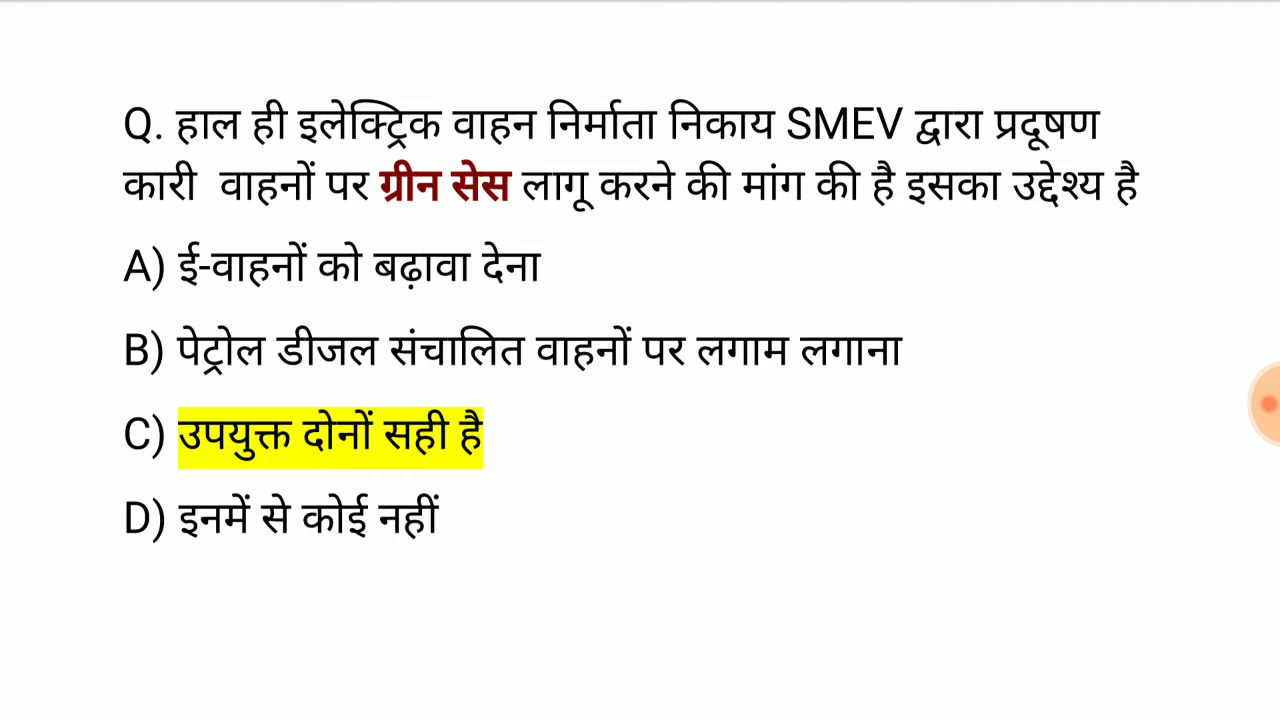 Q. हाल ही इलेक्ट्रिक वाहन निर्माता निकाय SMEV द्वारा प्रदूषण
कारी वाहनों पर ग्रीन सेस लागू करने की मांग की है इसका उद्देश्य है
A) ई-वाहनों को बढ़ावा देना
B) पेट्रोल डीजल संचालित वाहनों पर लगाम लगाना
C) उपयुक्त दोनों सही है
D) इनमें से कोई नहीं